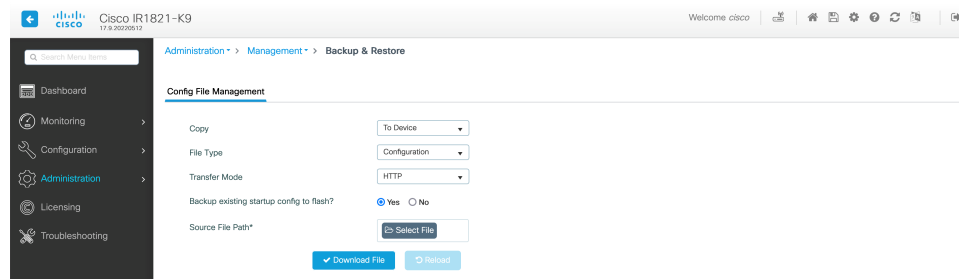 Cisco IR1821-K9
CISCO
17.9.20220512
Welcome cisco
Search Menu Items
Administration > Management > Backup & Restore
Dashboard
Config File Management
Monitoring
Copy To Device
Configuration
File Type Configuration
Administration
Transfer Mode HTTP
Licensing
Backup existing startup config to flash? Yes No
Troubleshooting
Source File Path* Select File
Download File Reload